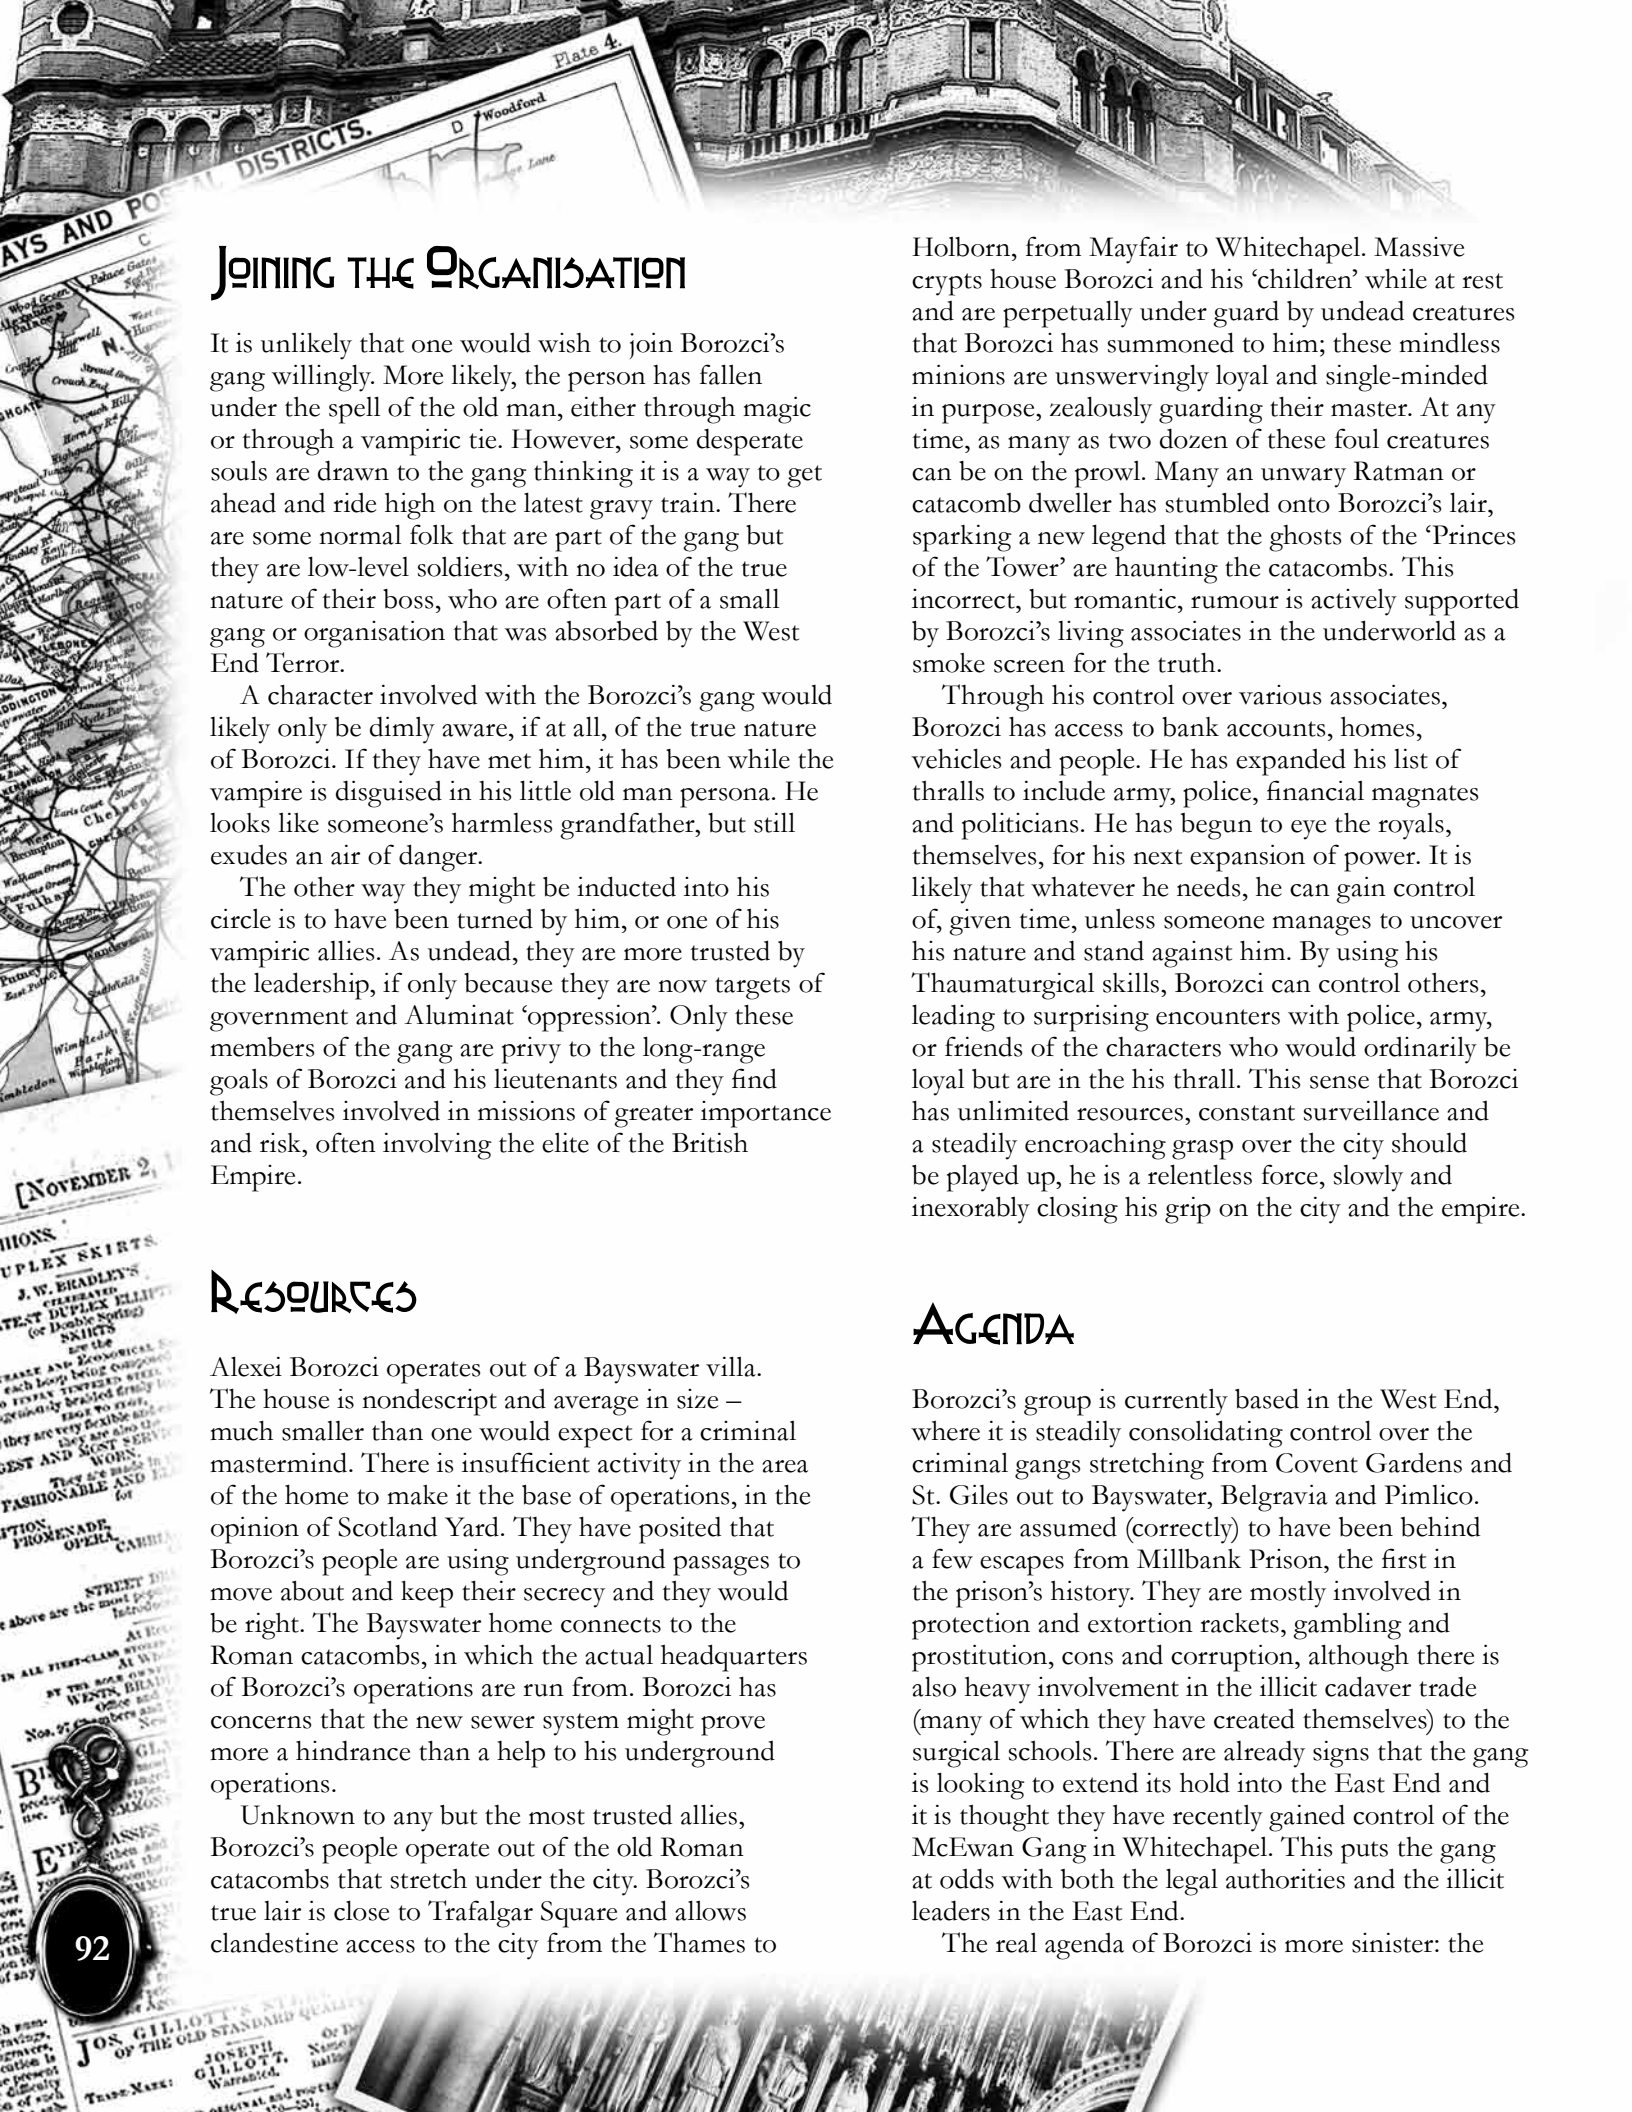 Plate 4.
D
Woodford
DISTRICTS.
AYS AND PO
C
JOINING THE ORGANISATION
It is unlikely that one would wish to join Borozci’s
gang willingly. More likely, the person has fallen
under the spell of the old man, either through magic
or through a vampiric tie. However, some desperate
souls are drawn to the gang thinking it is a way to get
ahead and ride high on the latest gravy train. There
are some normal folk that are part of the gang but
they are low-level soldiers, with no idea of the true
nature of their boss, who are often part of a small
gang or organisation that was absorbed by the West
End Terror.
A character involved with the Borozci’s gang would
likely only be dimly aware, if at all, of the true nature
of Borozci. If they have met him, it has been while the
vampire is disguised in his little old man persona. He
looks like someone’s harmless grandfather, but still
exudes an air of danger.
The other way they might be inducted into his
circle is to have been turned by him, or one of his
vampiric allies. As undead, they are more trusted by
the leadership, if only because they are now targets of
government and Aluminat ‘oppression’. Only these
members of the gang are privy to the long-range
goals of Borozci and his lieutenants and they find
themselves involved in missions of greater importance
and risk, often involving the elite of the British
Empire.
RESOURCES
Alexei Borozci operates out of a Bayswater villa.
The house is nondescript and average in size –
much smaller than one would expect for a criminal
mastermind. There is insufficient activity in the area
of the home to make it the base of operations, in the
opinion of Scotland Yard. They have posited that
Borozci’s people are using underground passages to
move about and keep their secrecy and they would
be right. The Bayswater home connects to the
Roman catacombs, in which the actual headquarters
of Borozci’s operations are run from. Borozci has
concerns that the new sewer system might prove
more a hindrance than a help to his underground
operations.
Unknown to any but the most trusted allies,
Borozci’s people operate out of the old Roman
catacombs that stretch under the city. Borozci’s
true lair is close to Trafalgar Square and allows
clandestine access to the city from the Thames to
Holborn, from Mayfair to Whitechapel. Massive
crypts house Borozci and his ‘children’ while at rest
and are perpetually under guard by undead creatures
that Borozci has summoned to him; these mindless
minions are unswervingly loyal and single-minded
in purpose, zealously guarding their master. At any
time, as many as two dozen of these foul creatures
can be on the prowl. Many an unwary Ratman or
catacomb dweller has stumbled onto Borozci’s lair,
sparking a new legend that the ghosts of the ‘Princes
of the Tower’ are haunting the catacombs. This
incorrect, but romantic, rumour is actively supported
by Borozci’s living associates in the underworld as a
smoke screen for the truth.
Through his control over various associates,
Borozci has access to bank accounts, homes,
vehicles and people. He has expanded his list of
thralls to include army, police, financial magnates
and politicians. He has begun to eye the royals,
themselves, for his next expansion of power. It is
likely that whatever he needs, he can gain control
of, given time, unless someone manages to uncover
his nature and stand against him. By using his
Thaumaturgical skills, Borozci can control others,
leading to surprising encounters with police, army,
or friends of the characters who would ordinarily be
loyal but are in the his thrall. This sense that Borozci
has unlimited resources, constant surveillance and
a steadily encroaching grasp over the city should
be played up, he is a relentless force, slowly and
inexorably closing his grip on the city and the empire.
AGENDA
Borozci’s group is currently based in the West End,
where it is steadily consolidating control over the
criminal gangs stretching from Covent Gardens and
St. Giles out to Bayswater, Belgravia and Pimlico.
They are assumed (correctly) to have been behind
a few escapes from Millbank Prison, the first in
the prison’s history. They are mostly involved in
protection and extortion rackets, gambling and
prostitution, cons and corruption, although there is
also heavy involvement in the illicit cadaver trade
(many of which they have created themselves) to the
surgical schools. There are already signs that the gang
is looking to extend its hold into the East End and
it is thought they have recently gained control of the
McEwan Gang in Whitechapel. This puts the gang
at odds with both the legal authorities and the illicit
leaders in the East End.
The real agenda of Borozci is more sinister: the
[NOVEMBER 2,
UPLEX SKIRTS
J. W. BRADLEY'S
(or Double Spring)
SKIRTS
are the
FASHIONABLE AND
PROMENADE,
OPERA,
92
JOS. GILLOTT'S
OF THE OLD STANDARD QUALITY
JOSEPH
GILLOTT,
Warranted.
TRADE MARK: